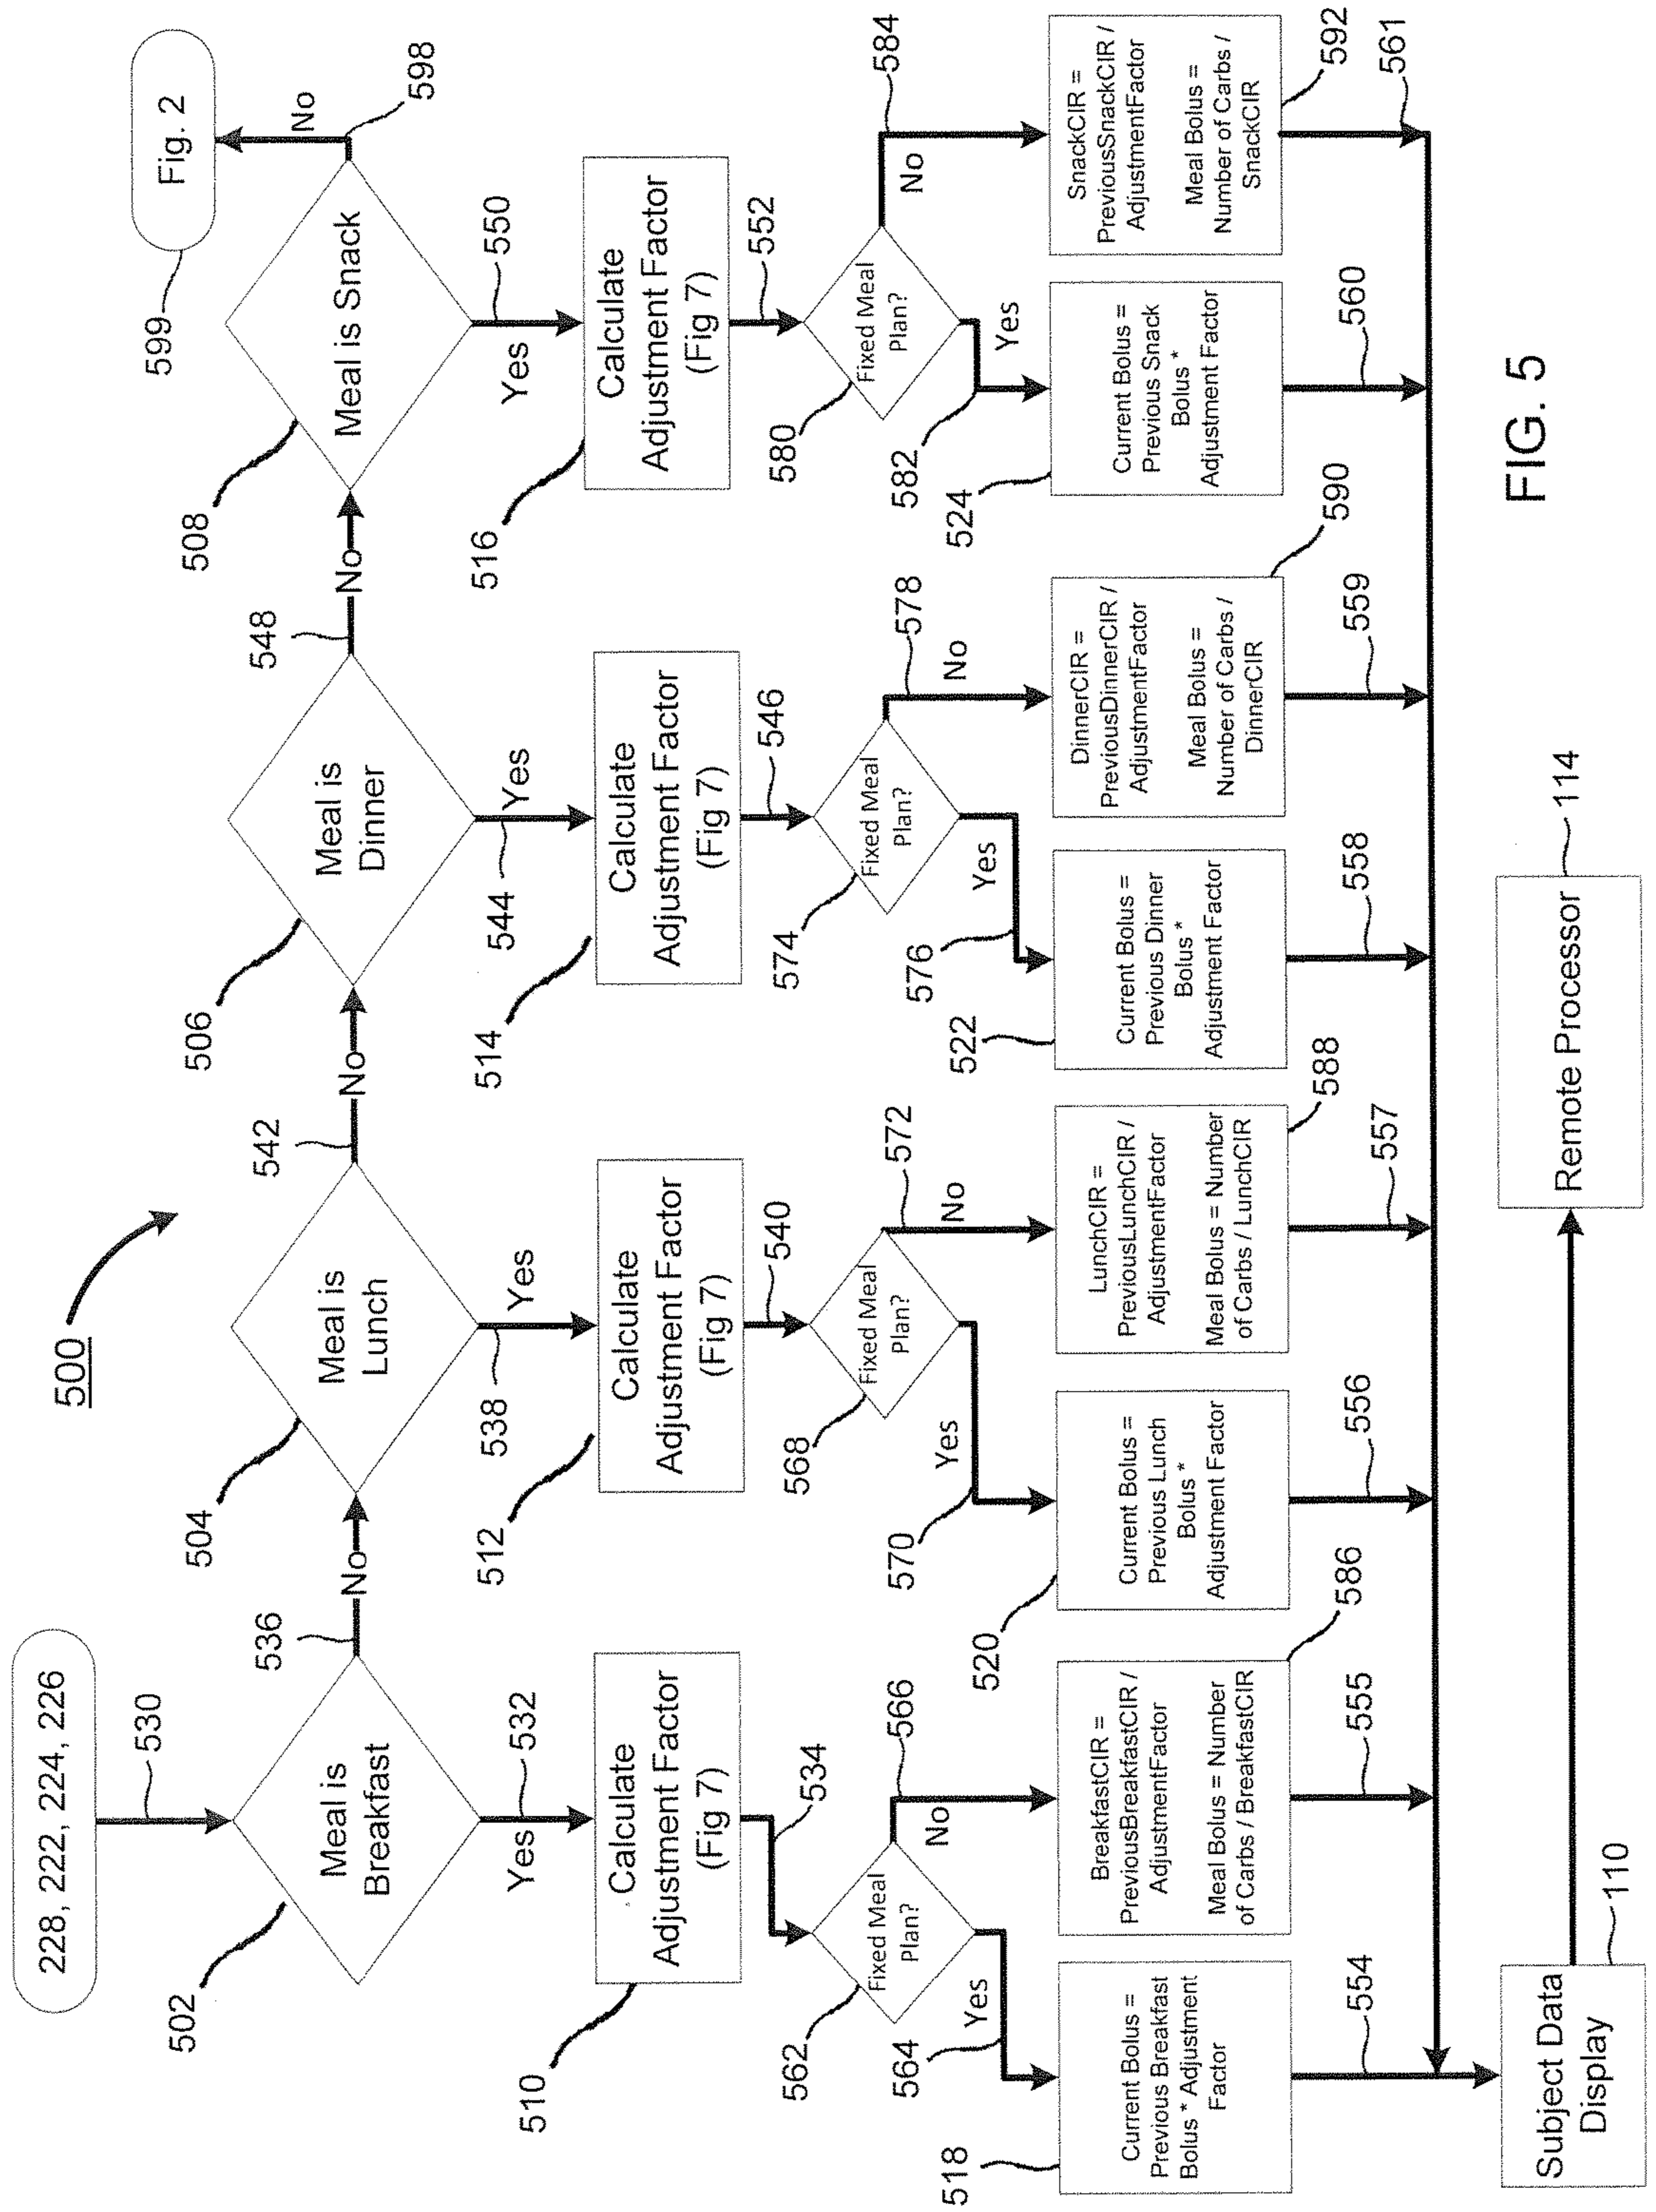 500
228, 222, 224, 226
530
502
Meal is
Breakfast
536
No
504
Meal is
Lunch
542
No
506
Meal is
Dinner
548
No
508
Meal is Snack
No
598
Fig. 2
599
Yes
532
538
Yes
544
Yes
Yes
550
510
Calculate
Adjustment Factor
(Fig 7)
512
Calculate
Adjustment Factor
(Fig 7)
514
Calculate
Adjustment Factor
(Fig 7)
516
Calculate
Adjustment Factor
(Fig 7)
534
540
546
552
562
Fixed Meal
Plan?
564
Yes
No
566
568
Fixed Meal
Plan?
570
Yes
No
572
574
Fixed Meal
Plan?
576
Yes
No
578
580
Fixed Meal
Plan?
582
Yes
No
584
518
Current Bolus =
Previous Breakfast
Bolus * Adjustment
Factor
BreakfastCIR =
PreviousBreakfastCIR /
AdjustmentFactor
Meal Bolus = Number
of Carbs / BreakfastCIR
586
520
Current Bolus =
Previous Lunch
Bolus *
Adjustment Factor
LunchCIR =
PreviousLunchCIR /
AdjustmentFactor
Meal Bolus = Number
of Carbs / LunchCIR
588
522
Current Bolus =
Previous Dinner
Bolus *
Adjustment Factor
DinnerCIR =
PreviousDinnerCIR /
AdjustmentFactor
Meal Bolus =
Number of Carbs /
DinnerCIR
590
524
Current Bolus =
Previous Snack
Bolus *
Adjustment Factor
SnackCIR =
PreviousSnackCIR /
AdjustmentFactor
Meal Bolus =
Number of Carbs /
SnackCIR
592
554
555
556
557
558
559
560
561
Subject Data
Display
110
Remote Processor
114
FIG. 5